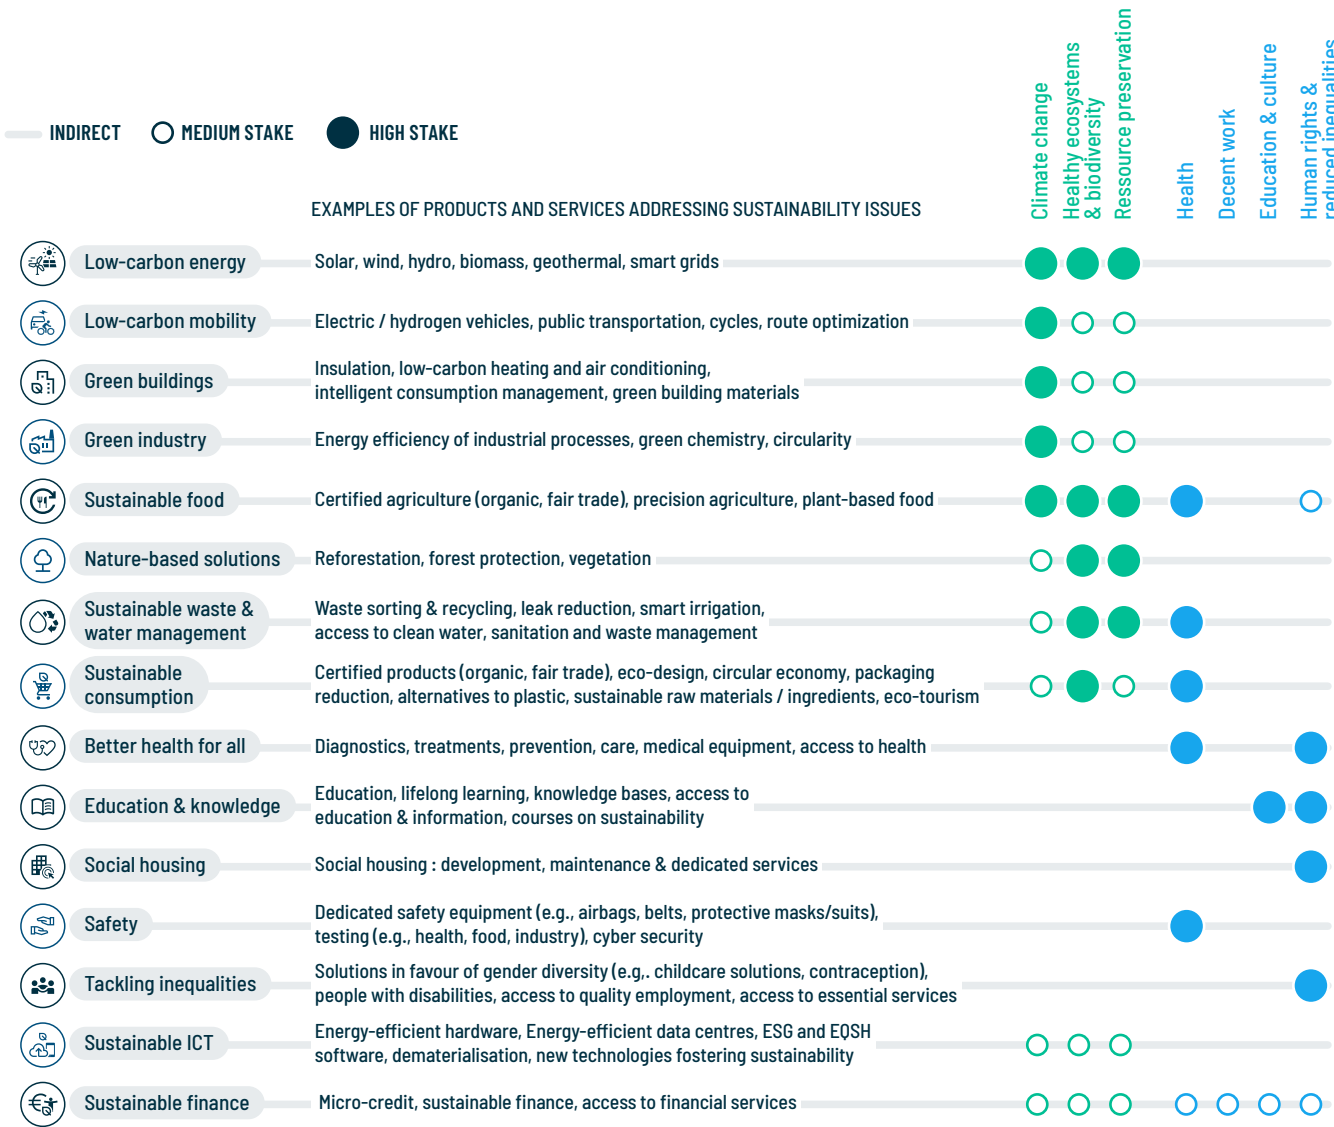 INDIRECT
MEDIUM STAKE
HIGH STAKE
Climate change
Healthy ecosystems
& biodiversity
Ressource preservation
Health
Decent work
Education & culture
Human rights &
reduced inequalities
EXAMPLES OF PRODUCTS AND SERVICES ADDRESSING SUSTAINABILITY ISSUES
Low-carbon energy
Solar, wind, hydro, biomass, geothermal, smart grids
Low-carbon mobility
Electric / hydrogen vehicles, public transportation, cycles, route optimization
Green buildings
Insulation, low-carbon heating and air conditioning,
intelligent consumption management, green building materials
Green industry
Energy efficiency of industrial processes, green chemistry, circularity
Sustainable food
Certified agriculture (organic, fair trade), precision agriculture, plant-based food
Nature-based solutions
Reforestation, forest protection, vegetation
Sustainable waste &
water management
Waste sorting & recycling, leak reduction, smart irrigation,
access to clean water, sanitation and waste management
Sustainable
consumption
Certified products (organic, fair trade), eco-design, circular economy, packaging
reduction, alternatives to plastic, sustainable raw materials / ingredients, eco-tourism
Better health for all
Diagnostics, treatments, prevention, care, medical equipment, access to health
Education & knowledge
Education, lifelong learning, knowledge bases, access to
education & information, courses on sustainability
Social housing
Social housing : development, maintenance & dedicated services
Safety
Dedicated safety equipment (e.g., airbags, belts, protective masks/suits),
testing (e.g., health, food, industry), cyber security
Tackling inequalities
Solutions in favour of gender diversity (e.g,. childcare solutions, contraception),
people with disabilities, access to quality employment, access to essential services
Sustainable ICT
Energy-efficient hardware, Energy-efficient data centres, ESG and EQSH
software, dematerialisation, new technologies fostering sustainability
Sustainable finance
Micro-credit, sustainable finance, access to financial services